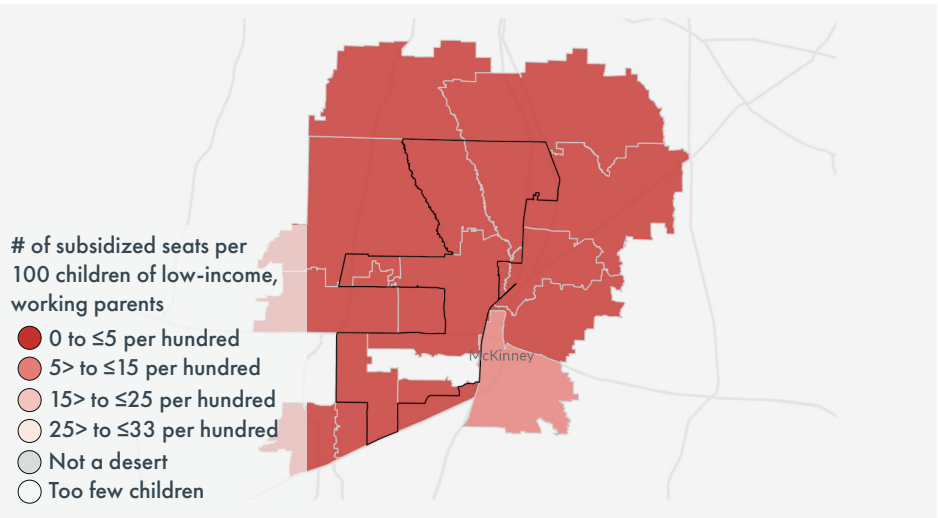 # of subsidized seats per
100 children of low-income,
working parents
0 to ≤5 per hundred
5> to ≤15 per hundred
15> to ≤25 per hundred
25> to ≤33 per hundred
Not a desert
Too few children
McKinney